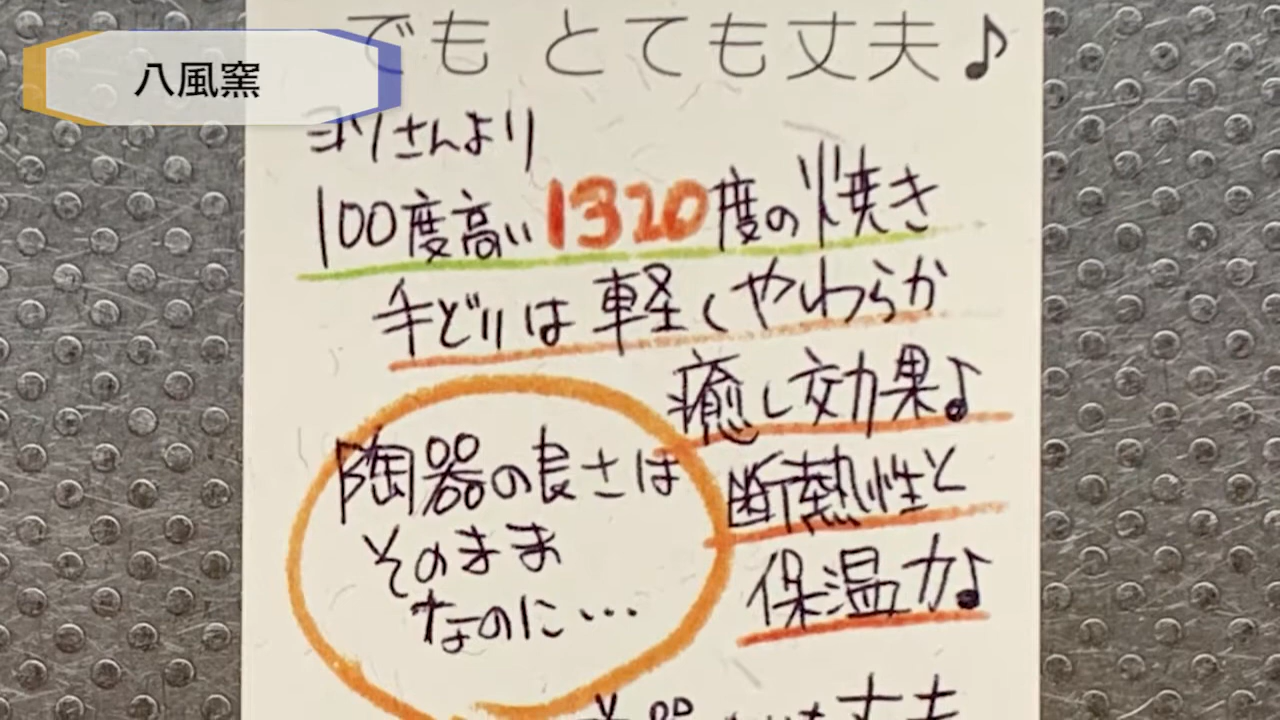 八風窯
でも とても丈夫♪
ヨソさんより
100度高い1320度の焼き
手どりは軽くやわらか
癒し効果♪
陶器の良さは
そのまま
なのに…
断熱性と
保温力♪